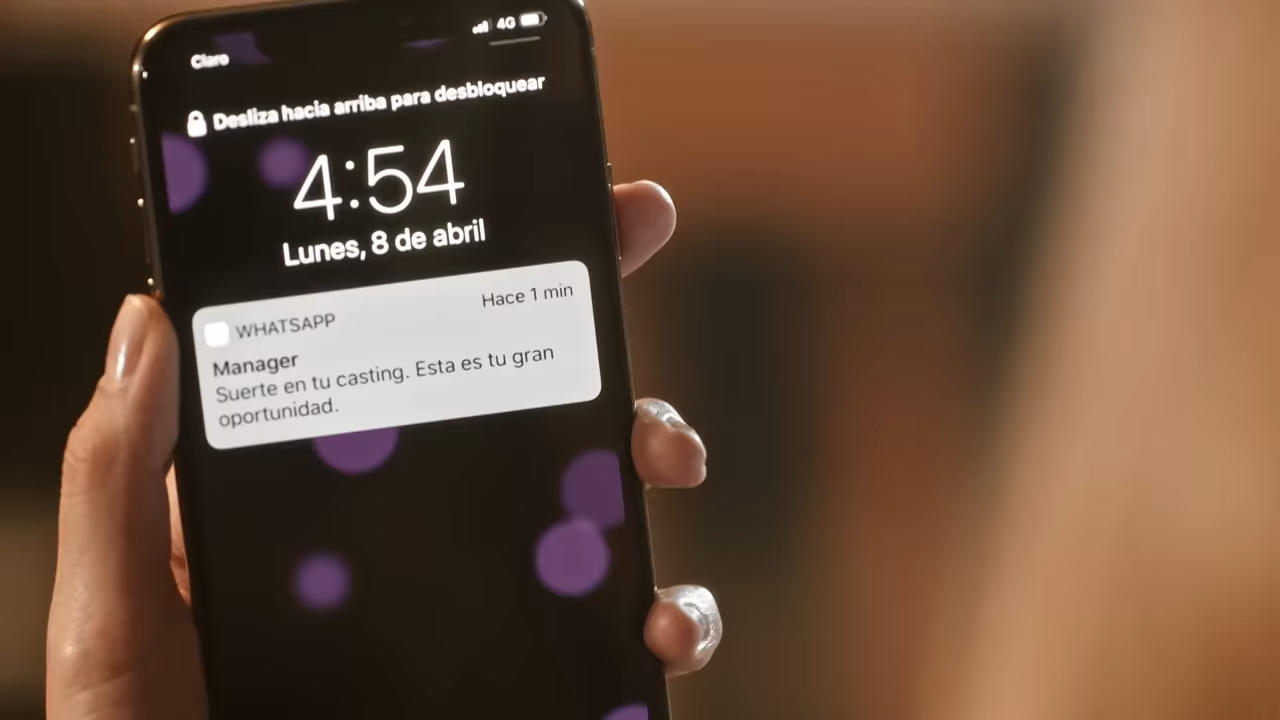 4G
Claro
Desliza hacia arriba para desbloquear
4:54
Lunes, 8 de abril
WHATSAPP
Hace 1 min
Manager
Suerte en tu casting. Esta es tu gran
oportunidad.